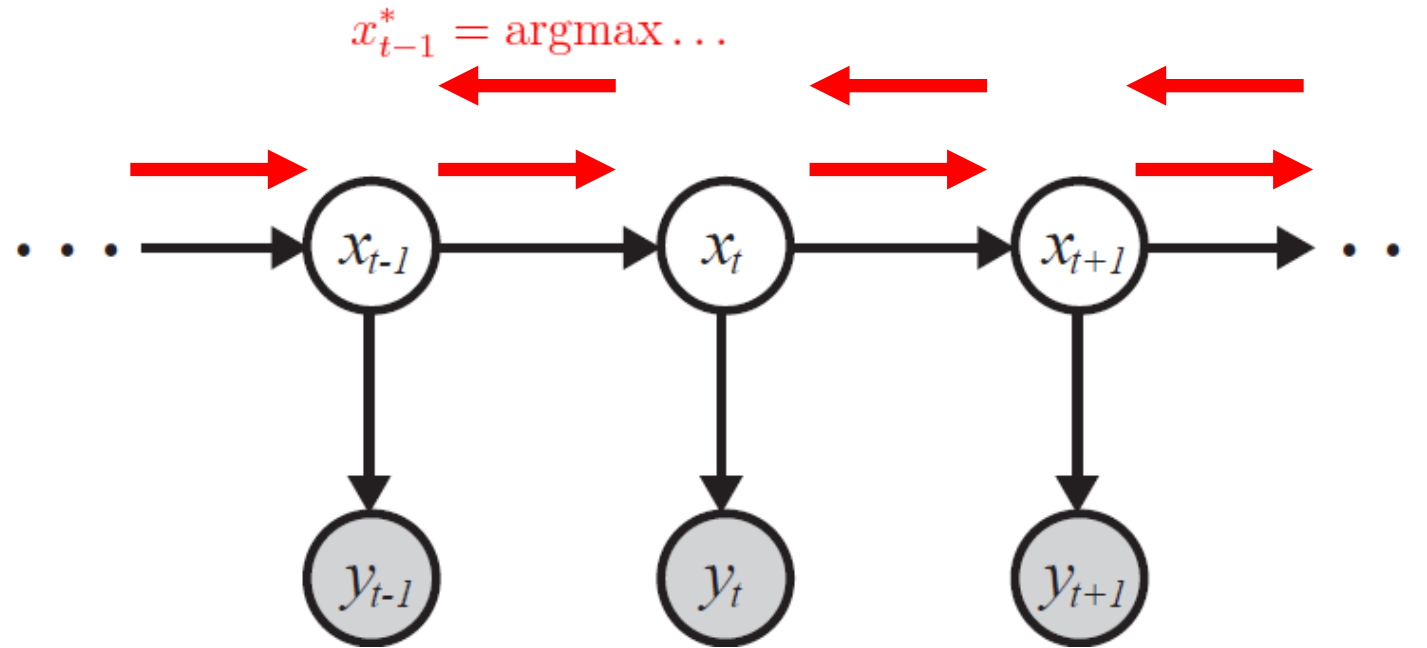 x*_{t-1} = argmax ...
... x_{t-1} x_t x_{t+1} ..
y_{t-1} y_t y_{t+1}